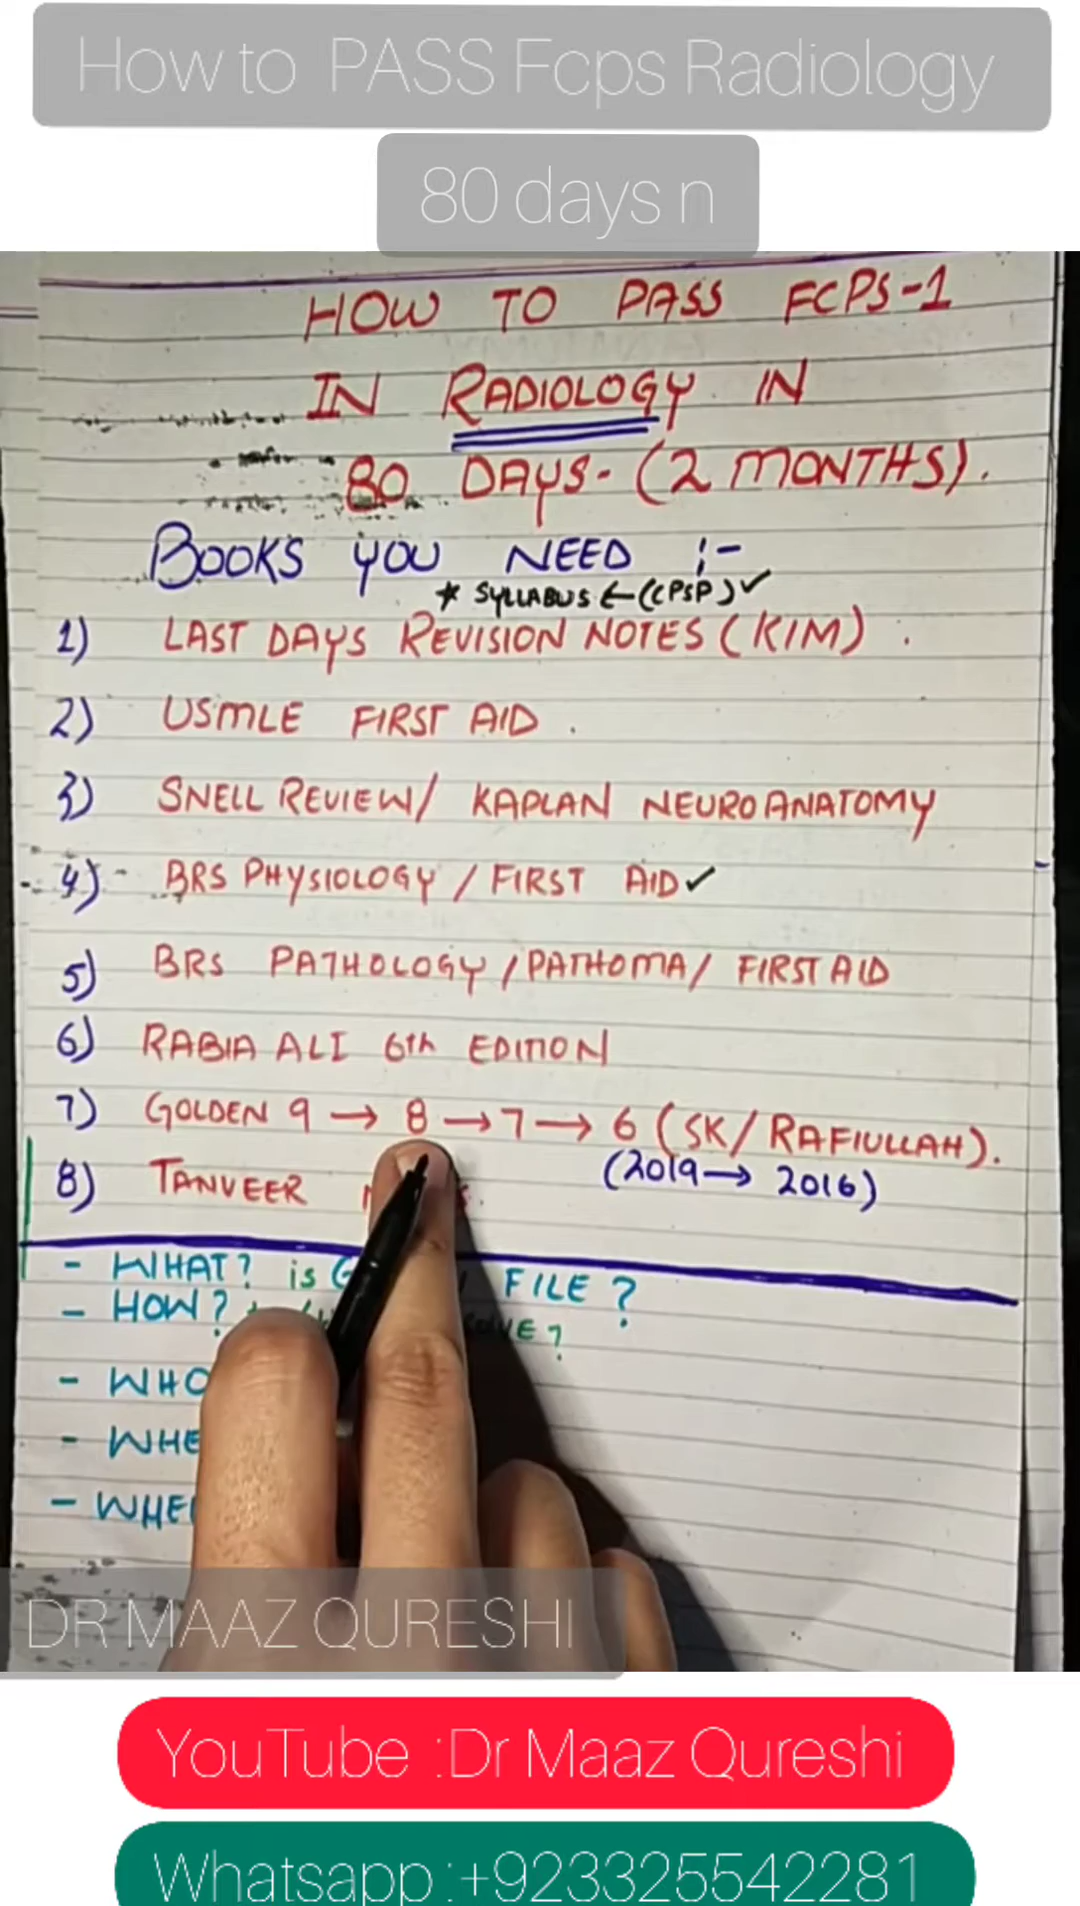 How to PASS Fcps Radiology
80 days n
HOW TO PASS FCPS-1
IN RADIOLOGY IN
80 DAYS- (2 MONTHS).
BOOKS YOU NEED :-
* SYLLABUS ← (CPSP) ✓
1) LAST DAYS REVISION NOTES (KIM).
2) USMLE FIRST AID.
3) SNELL REVIEW/ KAPLAN NEUROANATOMY
4) BRS PHYSIOLOGY / FIRST AID ✓
5) BRS PATHOLOGY / PATHOMA / FIRST AID
6) RABIA ALI 6th EDITION
7) GOLDEN 9 → 8 → 7 → 6 (SK/RAFIULLAH).
(2019 → 2016)
8) TANVEER
- WHAT? is FILE?
- HOW? ?
- WHO
- WHE
- WHE
DR MAAZ QURESHI
YouTube :Dr Maaz Qureshi
Whatsapp :+923325542281